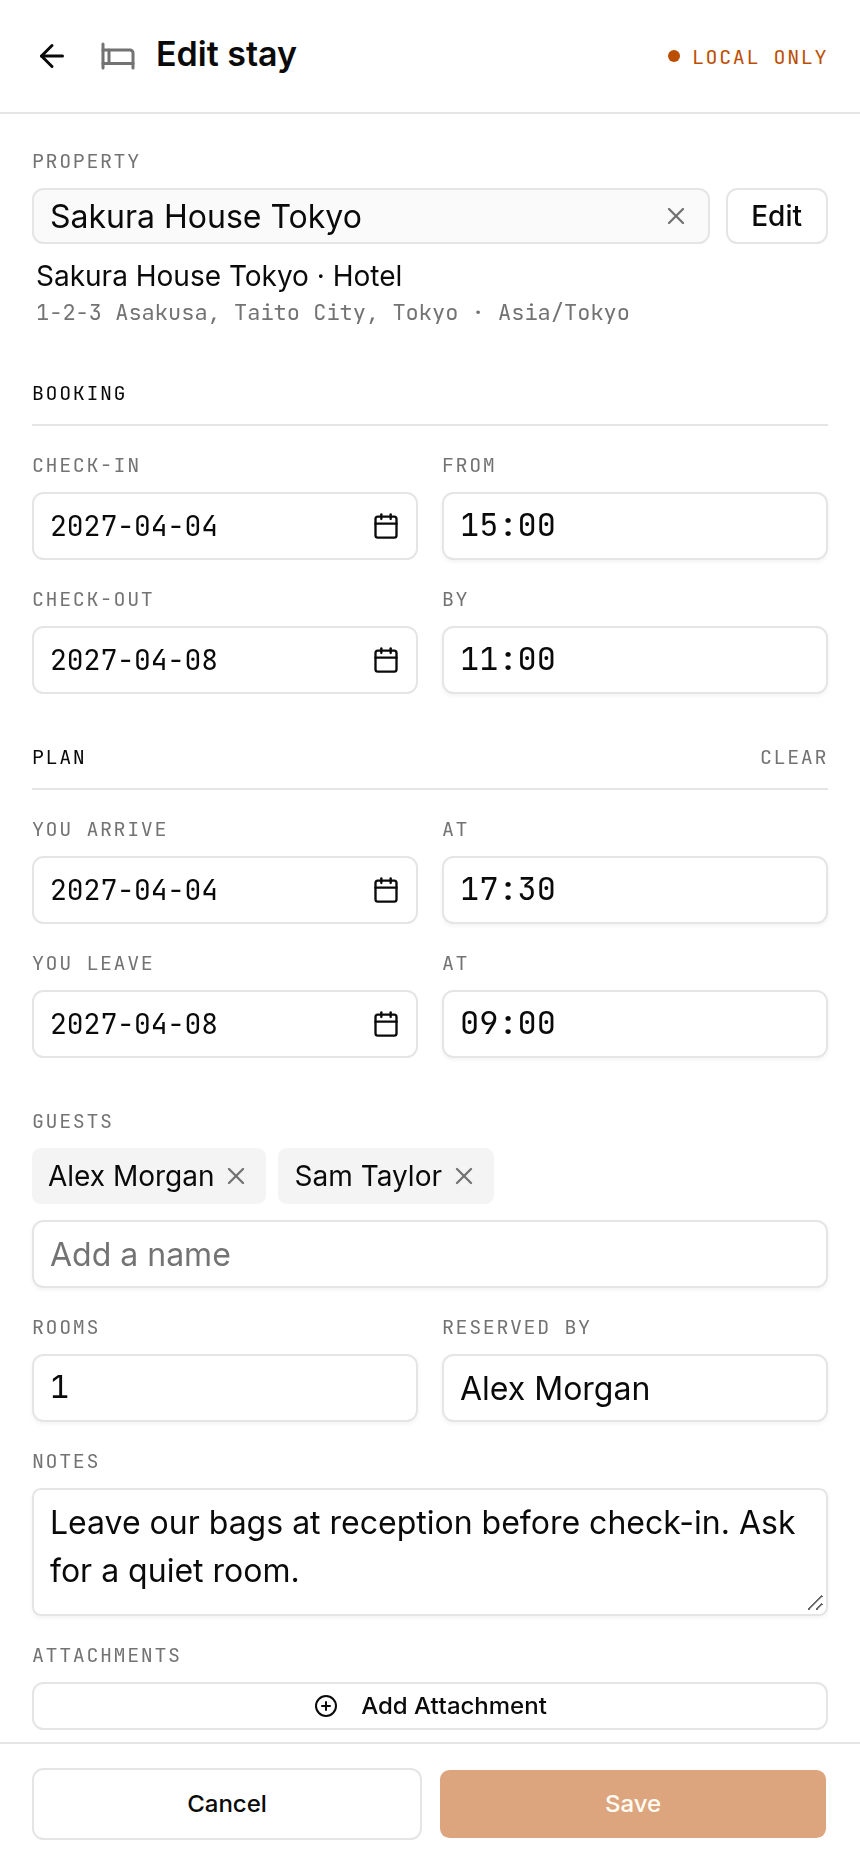 Edit stay
LOCAL ONLY
PROPERTY
Sakura House Tokyo
Edit
Sakura House Tokyo · Hotel
1-2-3 Asakusa, Taito City, Tokyo · Asia/Tokyo
BOOKING
CHECK-IN
FROM
2027-04-04
15:00
CHECK-OUT
BY
2027-04-08
11:00
PLAN
CLEAR
YOU ARRIVE
AT
2027-04-04
17:30
YOU LEAVE
AT
2027-04-08
09:00
GUESTS
Alex Morgan
Sam Taylor
Add a name
ROOMS
RESERVED BY
1
Alex Morgan
NOTES
Leave our bags at reception before check-in. Ask
for a quiet room.
ATTACHMENTS
Add Attachment
Cancel
Save